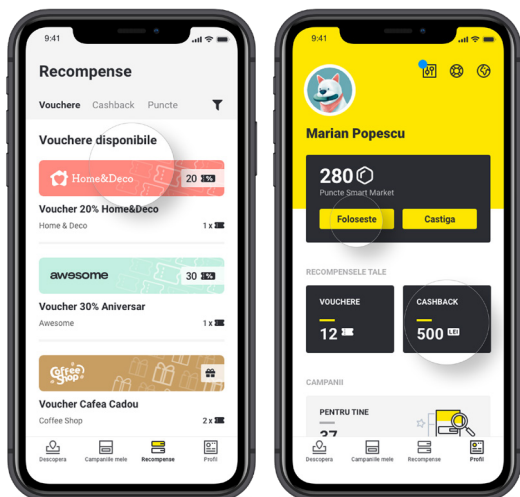 9:41
Recompense
Vouchere Cashback Puncte
Vouchere disponibile
Home&Deco 20
Voucher 20% Home&Deco
Home & Deco 1 x
awesome 30
Voucher 30% Aniversar
Awesome 1 x
Coffee Shop
Voucher Cafea Cadou
Coffee Shop 2 x
Descopera Campaniile mele Recompense Profil
9:41
Marian Popescu
280
Puncte Smart Market
Foloseste Castiga
RECOMPENSELE TALE
VOUCHERE CASHBACK
12 500 LEI
CAMPANII
PENTRU TINE
37
Descopera Campaniile mele Recompense Profil